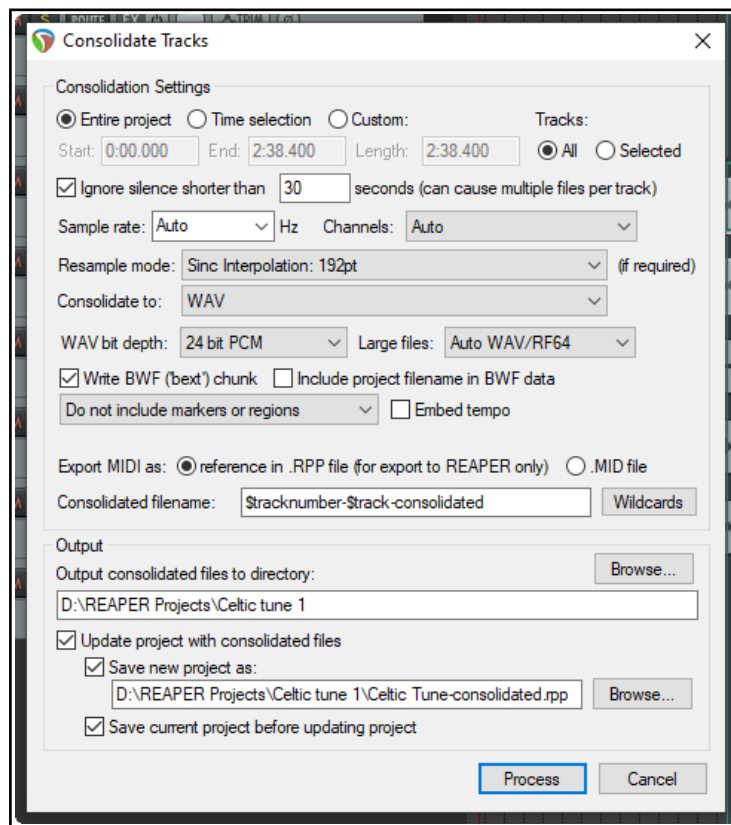 S ROUTE FX TRIM
Consolidate Tracks
Consolidation Settings
Entire project Time selection Custom: Tracks:
Start: 0:00.000 End: 2:38.400 Length: 2:38.400 All Selected
Ignore silence shorter than 30 seconds (can cause multiple files per track)
Sample rate: Auto Hz Channels: Auto
Resample mode: Sinc Interpolation: 192pt (if required)
Consolidate to: WAV
WAV bit depth: 24 bit PCM Large files: Auto WAV/RF64
Write BWF ('bext') chunk Include project filename in BWF data
Do not include markers or regions Embed tempo
Export MIDI as: reference in .RPP file (for export to REAPER only) .MID file
Consolidated filename: $tracknumber-$track-consolidated Wildcards
Output
Output consolidated files to directory: Browse...
D:\REAPER Projects\Celtic tune 1
Update project with consolidated files
Save new project as:
D:\REAPER Projects\Celtic tune 1\Celtic Tune-consolidated.rpp Browse...
Save current project before updating project
Process Cancel